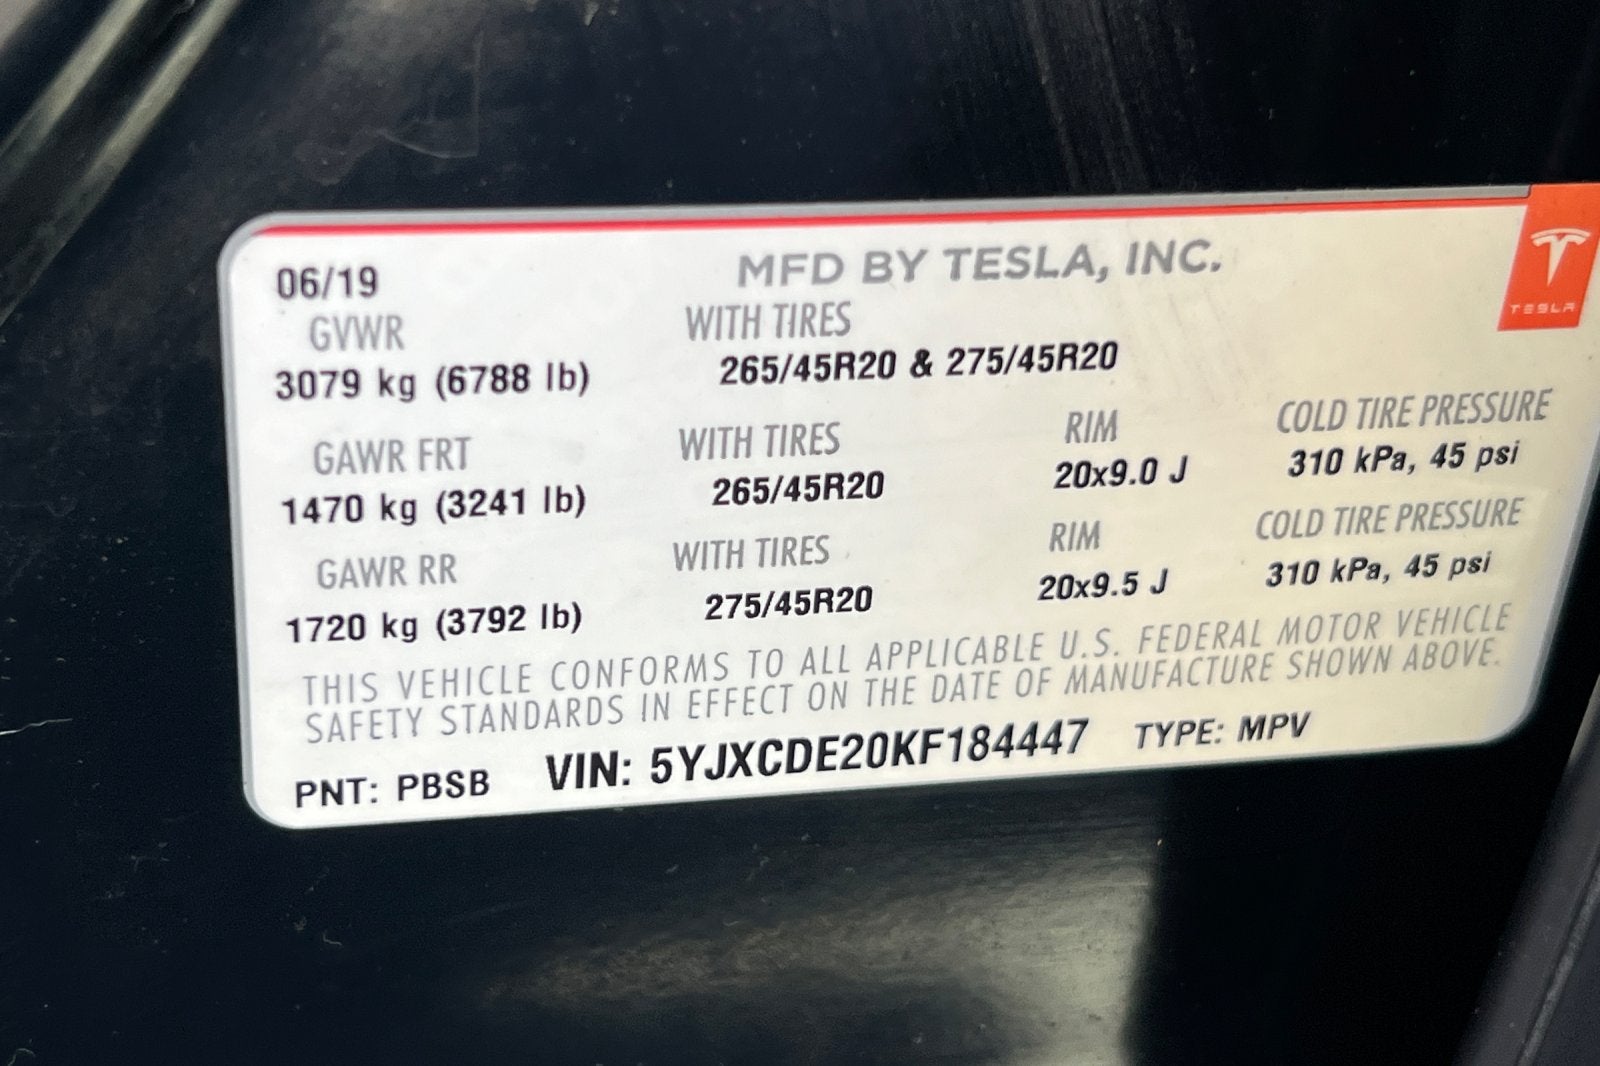 06/19 MFD BY TESLA, INC.
TESLA
GVWR WITH TIRES
3079 kg (6788 lb) 265/45R20 & 275/45R20
GAWR FRT WITH TIRES RIM COLD TIRE PRESSURE
1470 kg (3241 lb) 265/45R20 20x9.0 J 310 kPa, 45 psi
GAWR RR WITH TIRES RIM COLD TIRE PRESSURE
1720 kg (3792 lb) 275/45R20 20x9.5 J 310 kPa, 45 psi
THIS VEHICLE CONFORMS TO ALL APPLICABLE U.S. FEDERAL MOTOR VEHICLE
SAFETY STANDARDS IN EFFECT ON THE DATE OF MANUFACTURE SHOWN ABOVE.
PNT: PBSB VIN: 5YJXCDE20KF184447 TYPE: MPV